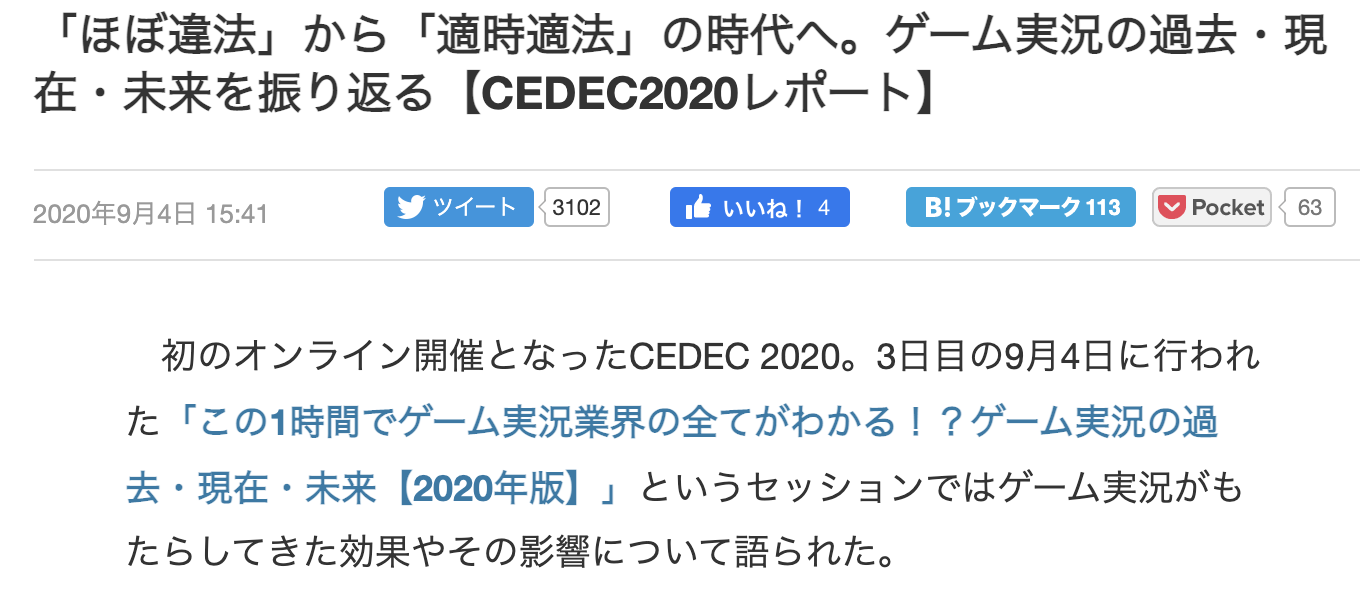 「ほぼ違法」から「適時適法」の時代へ。ゲーム実況の過去・現
在・未来を振り返る【CEDEC2020レポート】
2020年9月4日 15:41 ツイート 3102 いいね！ 4 B!ブックマーク 113 Pocket 63
初のオンライン開催となったCEDEC 2020。3日目の9月4日に行われ
た「この1時間でゲーム実況業界の全てがわかる！？ゲーム実況の過
去・現在・未来【2020年版】」というセッションではゲーム実況がも
たらしてきた効果やその影響について語られた。